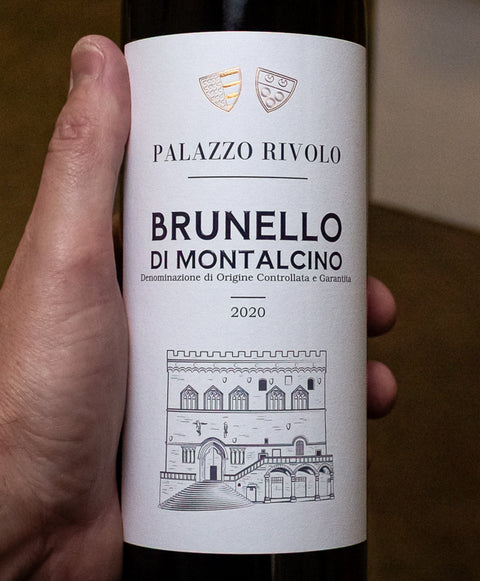 PALAZZO RIVOLO
BRUNELLO
DI MONTALCINO
Denominazione di Origine Controllata e Garantita
2020